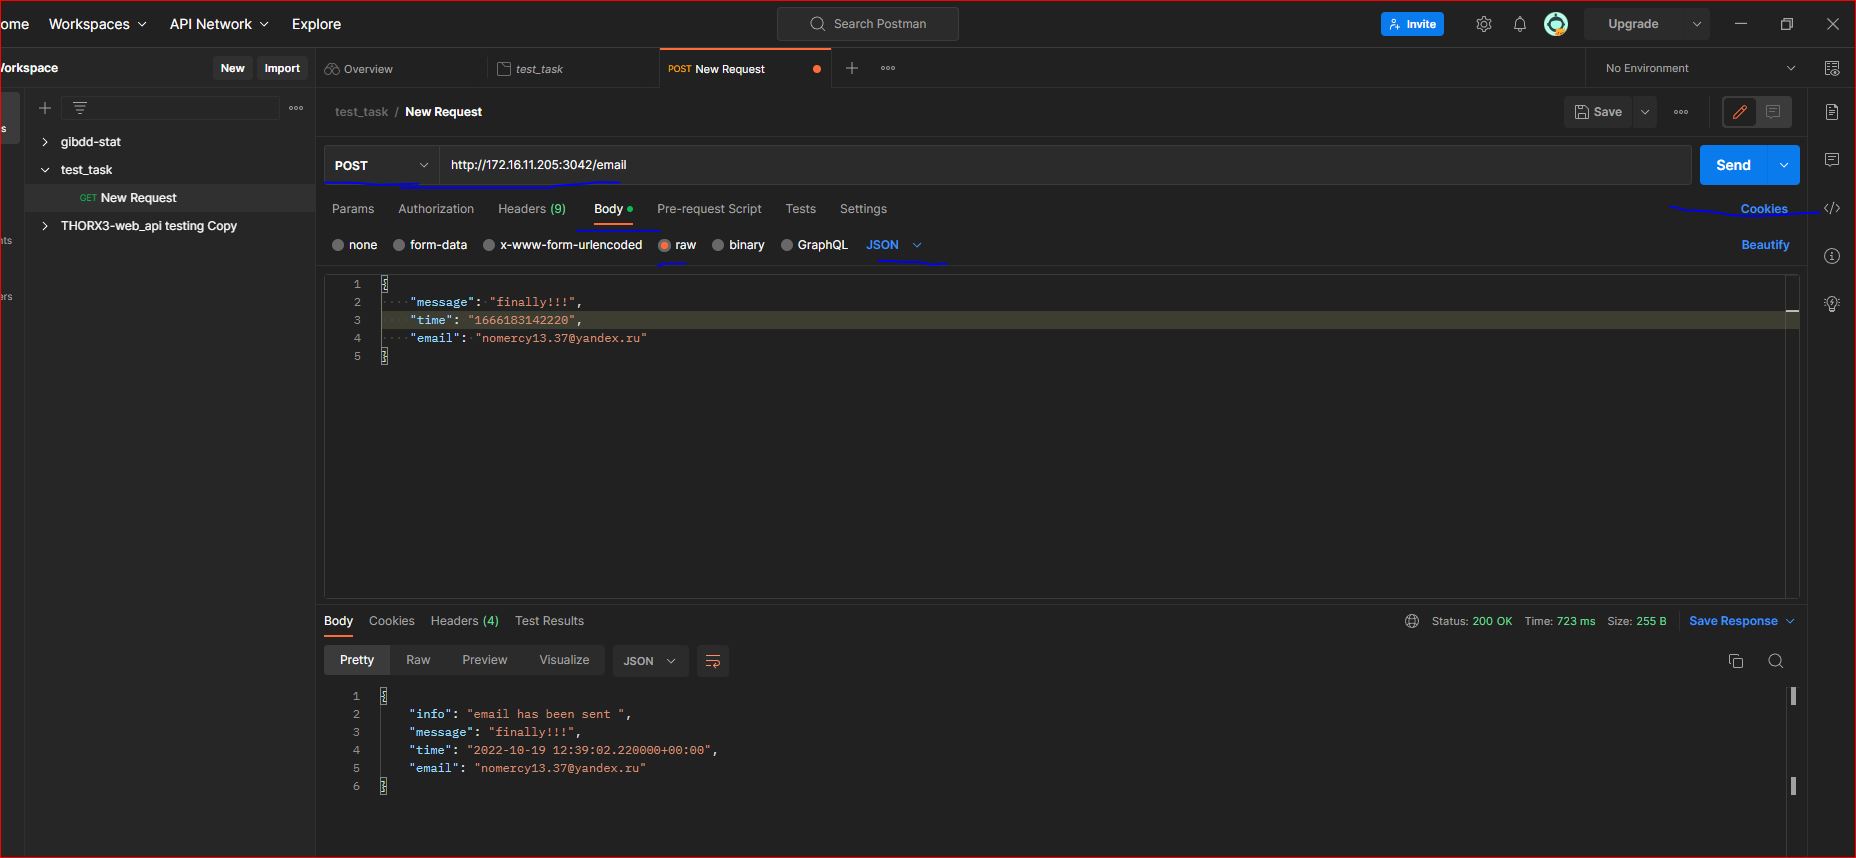 ome Workspaces API Network Explore Search Postman Invite Upgrade
Workspace New Import Overview test_task POST New Request No Environment
test_task / New Request Save
s
gibdd-stat
test_task
GET New Request
THORX3-web_api testing Copy
nts
ers
POST http://172.16.11.205:3042/email Send
Params Authorization Headers (9) Body Pre-request Script Tests Settings Cookies
none form-data x-www-form-urlencoded raw binary GraphQL JSON Beautify
1 {
2 "message": "finally!!!",
3 "time": "1666183142220",
4 "email": "nomercy13.37@yandex.ru"
5 }
Body Cookies Headers (4) Test Results Status: 200 OK Time: 723 ms Size: 255 B Save Response
Pretty Raw Preview Visualize JSON
1 {
2 "info": "email has been sent ",
3 "message": "finally!!!",
4 "time": "2022-10-19 12:39:02.220000+00:00",
5 "email": "nomercy13.37@yandex.ru"
6 }